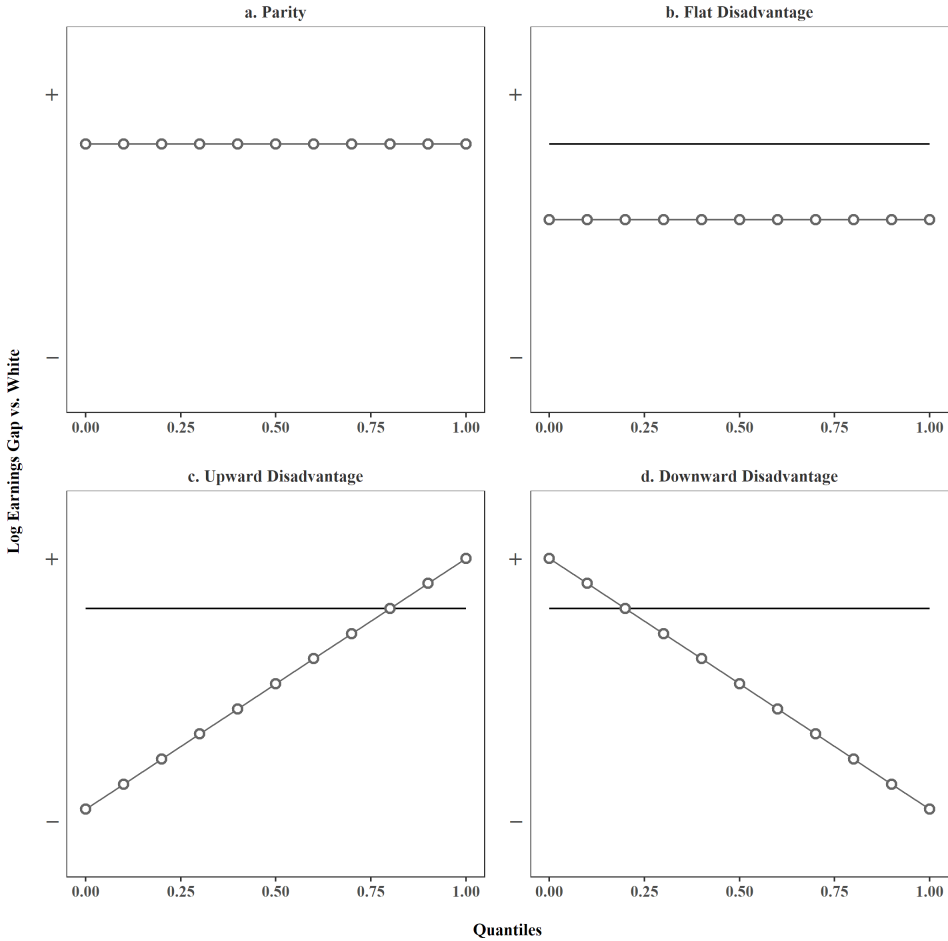 a. Parity
b. Flat Disadvantage
+
+
−
−
0.00 0.25 0.50 0.75 1.00
0.00 0.25 0.50 0.75 1.00
Log Earnings Gap vs. White
c. Upward Disadvantage
d. Downward Disadvantage
+
+
−
−
0.00 0.25 0.50 0.75 1.00
0.00 0.25 0.50 0.75 1.00
Quantiles